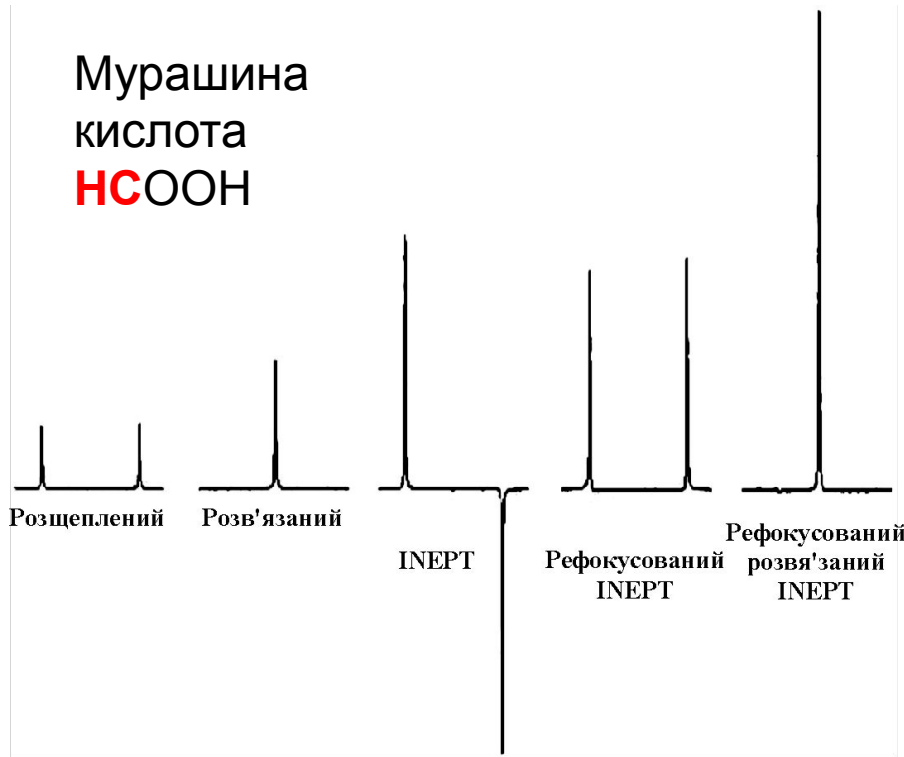 Мурашина
кислота
НСООН
Розщеплений
Розв'язаний
INEPT
Рефокусований
INEPT
Рефокусований
розвя'заний
INEPT